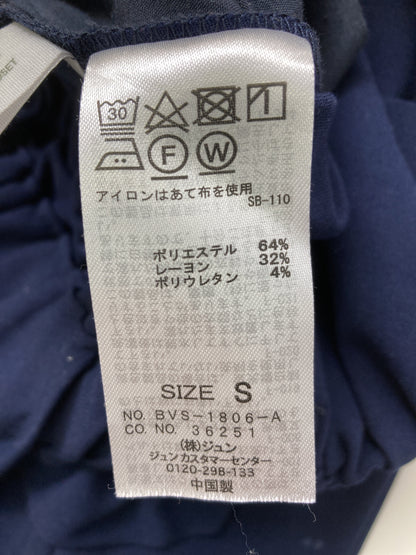 SET
30
F
W
アイロンはあて布を使用
SB-110
ポリエステル 64%
レーヨン 32%
ポリウレタン 4%
SIZE S
NO. BVS-1806-A
CO. NO. 36251
(株)ジュン
ジュンカスタマーセンター
0120-298-133
中国製